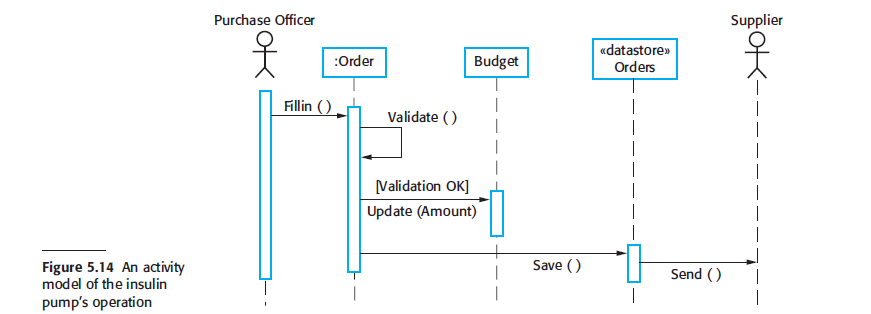 Purchase Officer
Supplier
:Order
Budget
«datastore»
Orders
Fillin ( )
Validate ( )
[Validation OK]
Update (Amount)
Save ( )
Send ( )
Figure 5.14 An activity
model of the insulin
pump’s operation